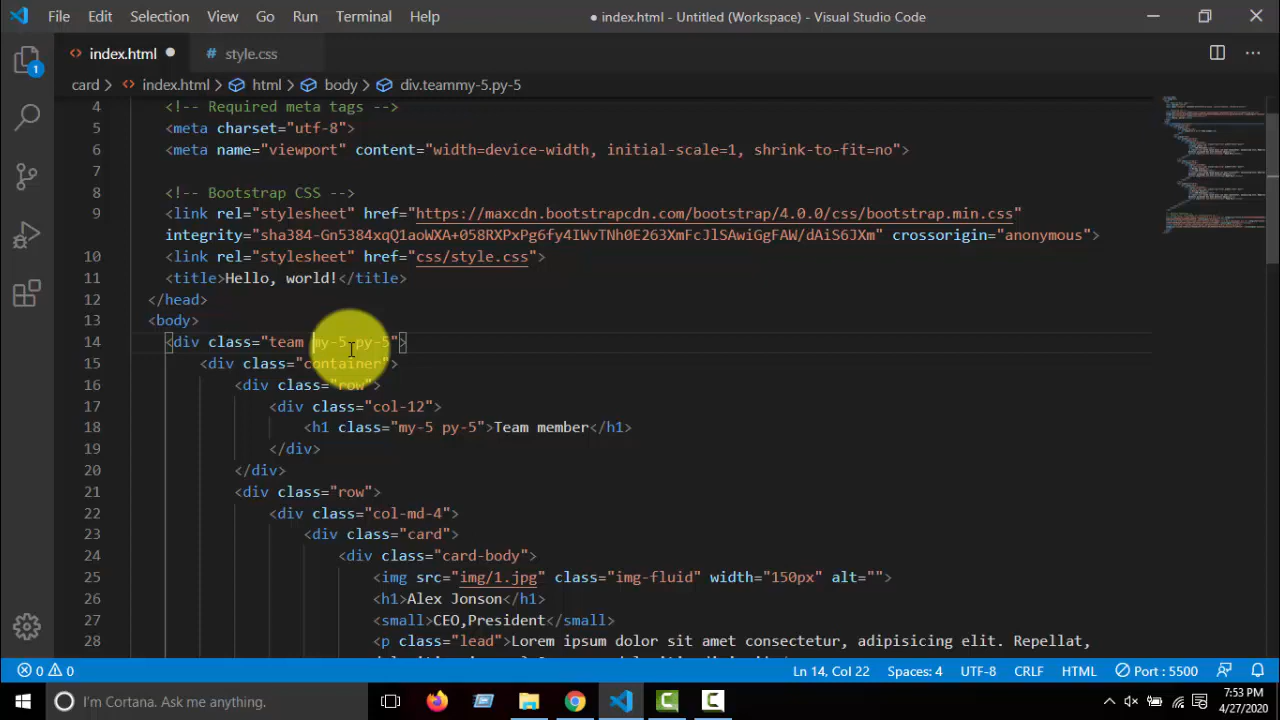 File Edit Selection View Go Run Terminal Help ● index.html - Untitled (Workspace) - Visual Studio Code
index.html ● # style.css
card > index.html > html > body > div.teammy-5.py-5
4 <!-- Required meta tags -->
5 <meta charset="utf-8">
6 <meta name="viewport" content="width=device-width, initial-scale=1, shrink-to-fit=no">
7
8 <!-- Bootstrap CSS -->
9 <link rel="stylesheet" href="https://maxcdn.bootstrapcdn.com/bootstrap/4.0.0/css/bootstrap.min.css"
integrity="sha384-Gn5384xqQ1aoWXA+058RXPxPg6fy4IWvTNh0E263XmFcJlSAwiGgFAW/dAiS6JXm" crossorigin="anonymous">
10 <link rel="stylesheet" href="css/style.css">
11 <title>Hello, world!</title>
12 </head>
13 <body>
14 <div class="team my-5 py-5">
15 <div class="container">
16 <div class="row">
17 <div class="col-12">
18 <h1 class="my-5 py-5">Team member</h1>
19 </div>
20 </div>
21 <div class="row">
22 <div class="col-md-4">
23 <div class="card">
24 <div class="card-body">
25 <img src="img/1.jpg" class="img-fluid" width="150px" alt="">
26 <h1>Alex Jonson</h1>
27 <small>CEO,President</small>
28 <p class="lead">Lorem ipsum dolor sit amet consectetur, adipisicing elit. Repellat,
0 0 Ln 14, Col 22 Spaces: 4 UTF-8 CRLF HTML Port : 5500
I'm Cortana. Ask me anything. 7:53 PM
4/27/2020
1